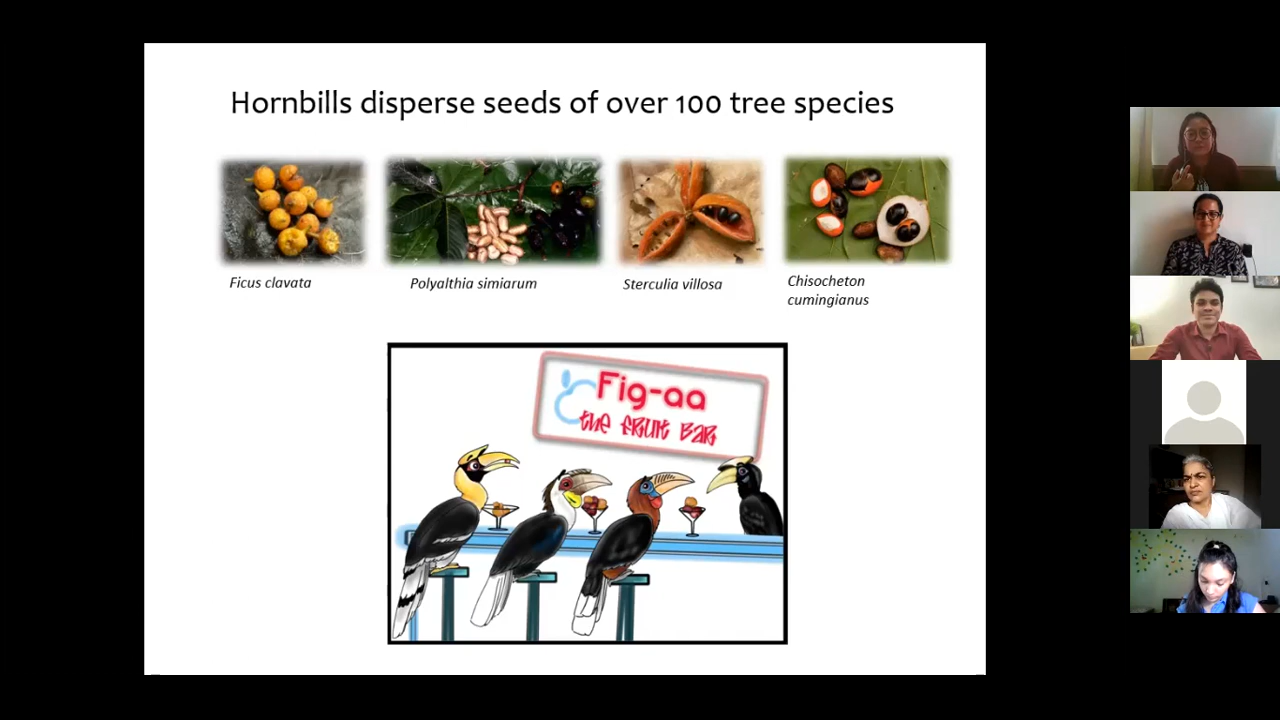 Hornbills disperse seeds of over 100 tree species
Ficus clavata
Polyalthia simiarum
Sterculia villosa
Chisocheton
cumingianus
Fig-aa
the fruit bar